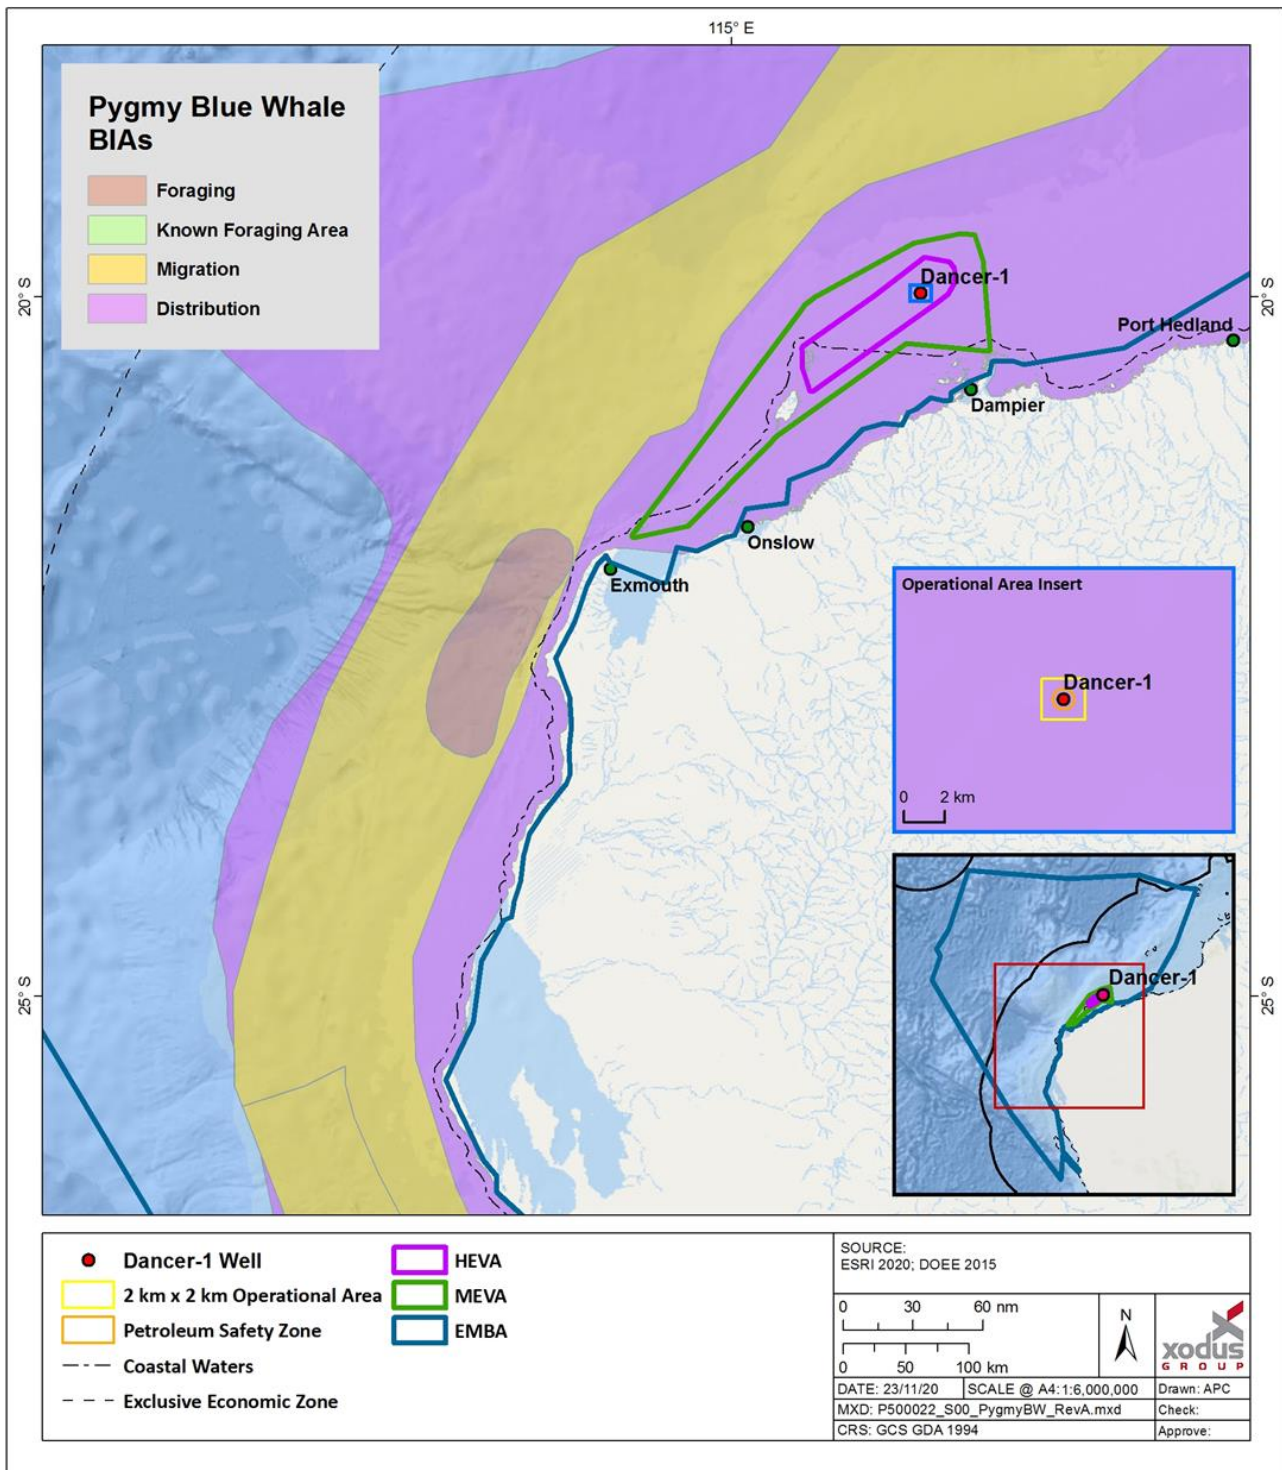 115° E
Pygmy Blue Whale
BIAs
Foraging
Known Foraging Area
Migration
Distribution
20° S
20° S
Dancer-1
Port Hedland
Dampier
Onslow
Exmouth
Operational Area Insert
Dancer-1
0 2 km
Dancer-1
25° S
25° S
Dancer-1 Well
2 km x 2 km Operational Area
Petroleum Safety Zone
Coastal Waters
Exclusive Economic Zone
HEVA
MEVA
EMBA
SOURCE:
ESRI 2020; DOEE 2015
0 30 60 nm
0 50 100 km
N
xodus
GROUP
DATE: 23/11/20
SCALE @ A4:1:6,000,000
Drawn: APC
MXD: P500022_S00_PygmyBW_RevA.mxd
Check:
CRS: GCS GDA 1994
Approve: